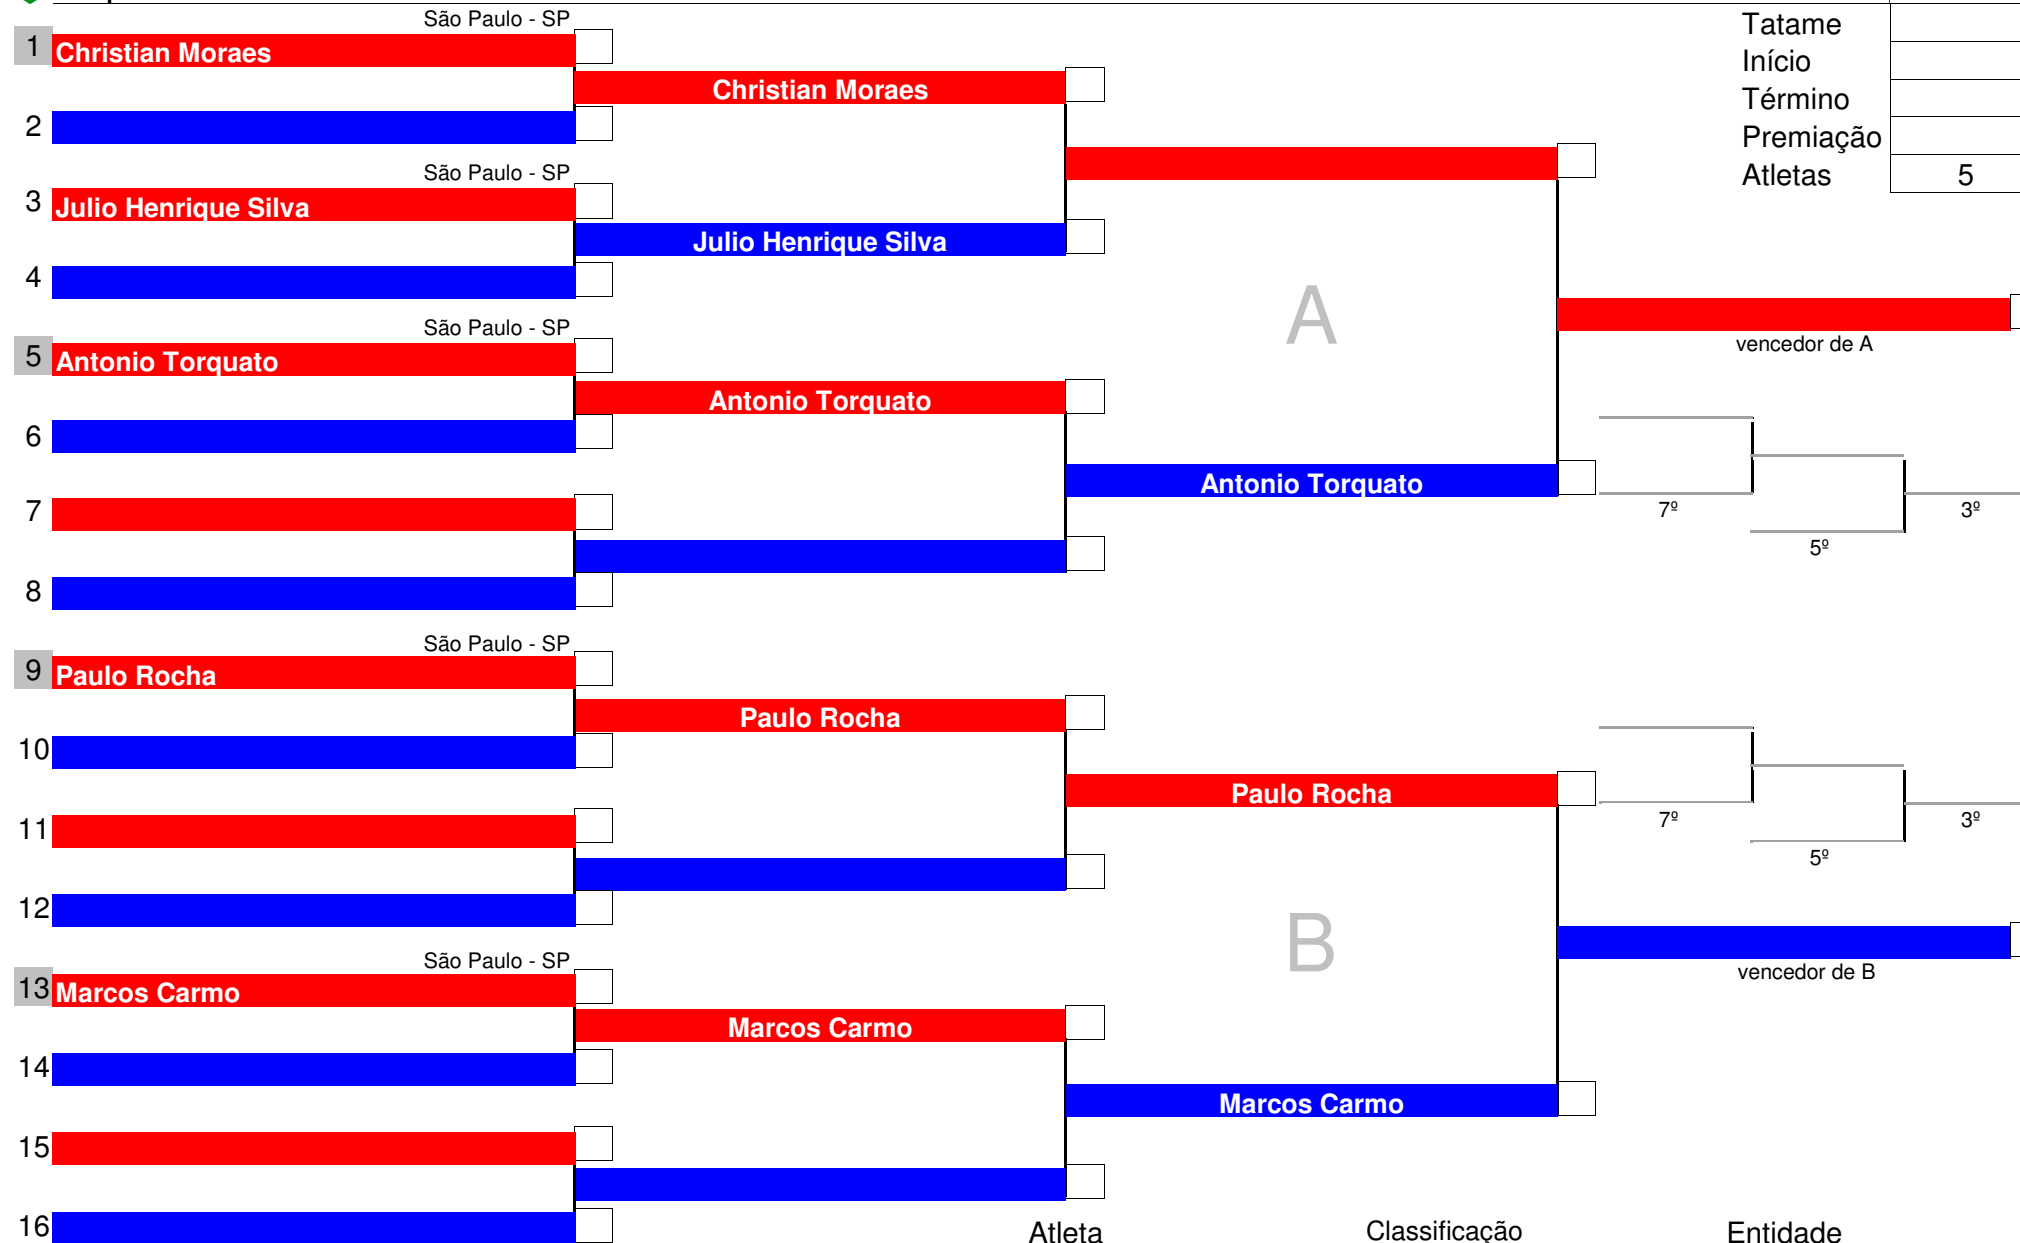 São Paulo - SP
Tatame
1 Christian Moraes
Início
Christian Moraes
Término
2
Premiação
São Paulo - SP
Atletas 5
3 Julio Henrique Silva
Julio Henrique Silva
4
A
São Paulo - SP
vencedor de A
5 Antonio Torquato
Antonio Torquato
6
Antonio Torquato
7
7º
3º
5º
8
São Paulo - SP
9 Paulo Rocha
Paulo Rocha
10
Paulo Rocha
11
7º
3º
5º
12
B
São Paulo - SP
vencedor de B
13 Marcos Carmo
Marcos Carmo
14
Marcos Carmo
15
16
Atleta Classificação Entidade